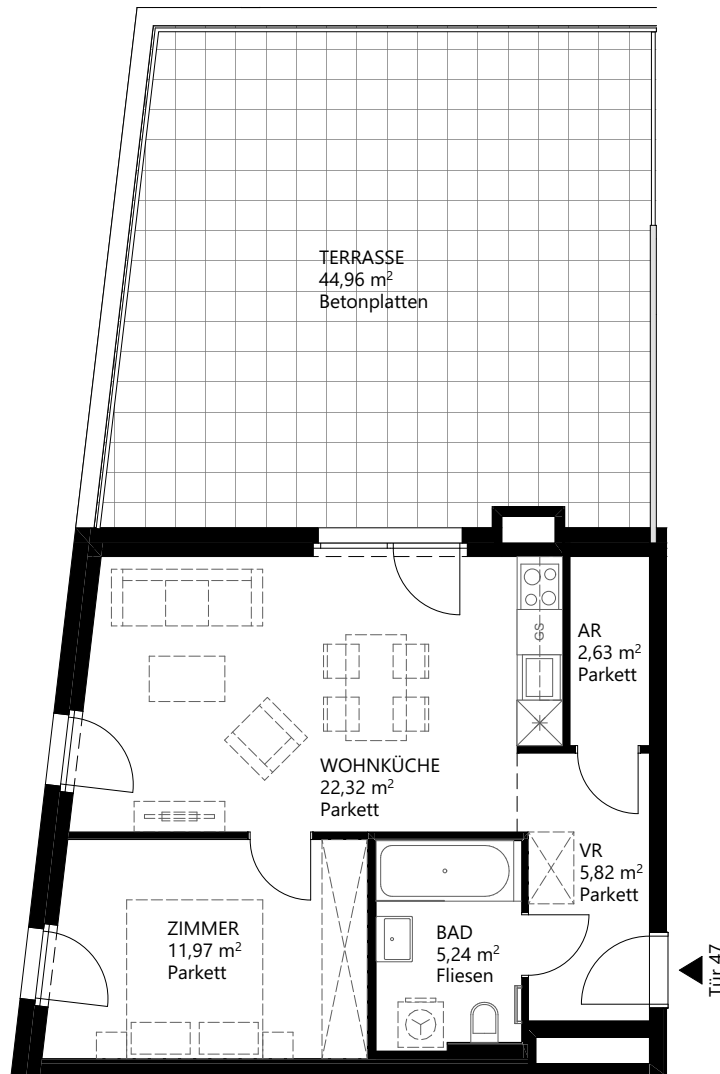 TERRASSE
44,96 m²
Betonplatten
GS
AR
2,63 m²
Parkett
WOHNKÜCHE
22,32 m²
Parkett
VR
5,82 m²
Parkett
ZIMMER
11,97 m²
Parkett
BAD
5,24 m²
Fliesen
Tür 47